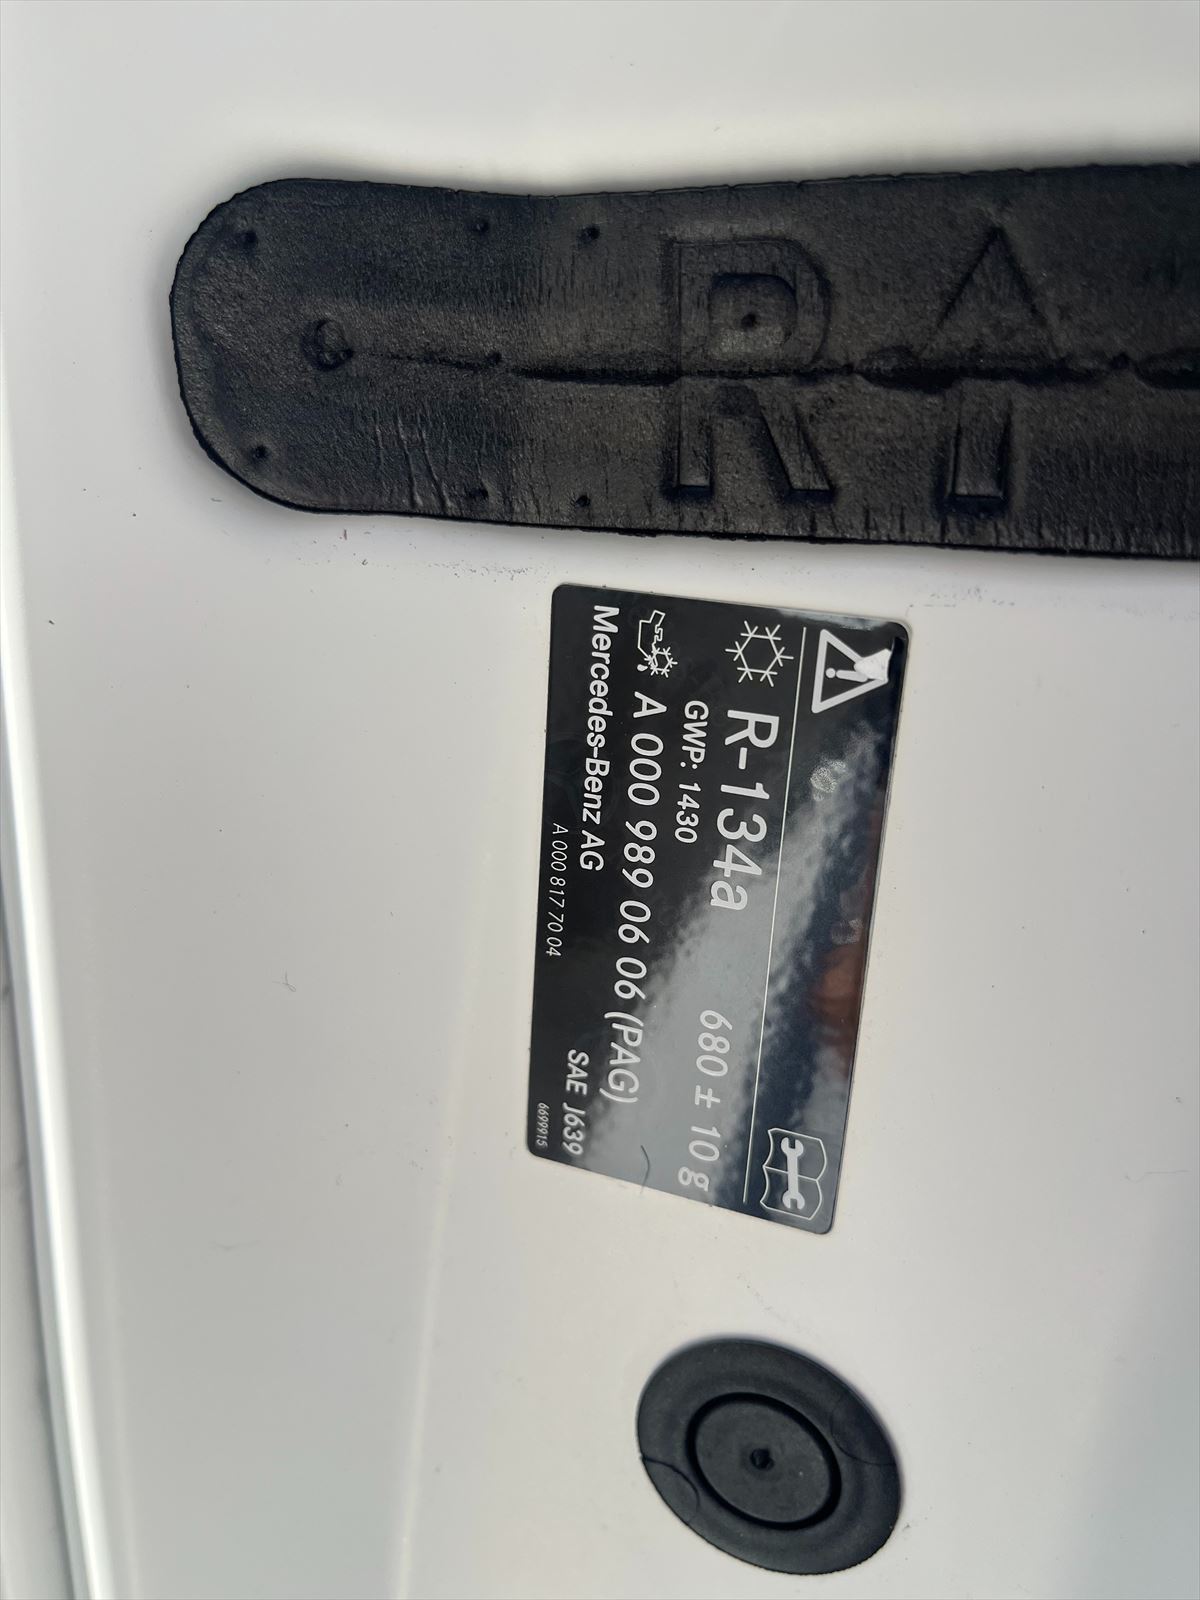 R-134a 680 ± 10 g
GWP: 1430
A 000 989 06 06 (PAG)
Mercedes-Benz AG SAE J639
A 000 817 70 04 6699915